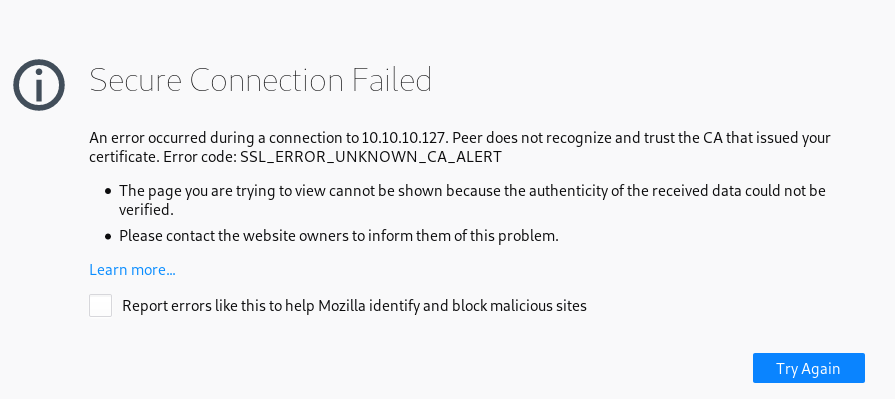 Secure Connection Failed
An error occurred during a connection to 10.10.10.127. Peer does not recognize and trust the CA that issued your
certificate. Error code: SSL_ERROR_UNKNOWN_CA_ALERT
• The page you are trying to view cannot be shown because the authenticity of the received data could not be
verified.
• Please contact the website owners to inform them of this problem.
Learn more...
Report errors like this to help Mozilla identify and block malicious sites
Try Again